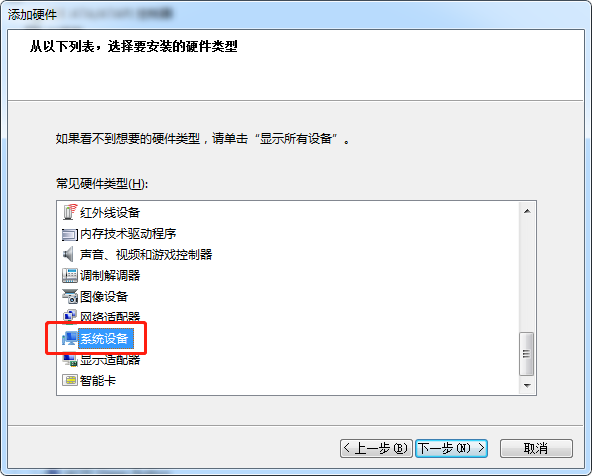 添加硬件
从以下列表，选择要安装的硬件类型
如果看不到想要的硬件类型，请单击“显示所有设备”。
常见硬件类型(H):
红外线设备
内存技术驱动程序
声音、视频和游戏控制器
调制解调器
图像设备
网络适配器
系统设备
显示适配器
智能卡
< 上一步(B) 下一步(N) > 取消